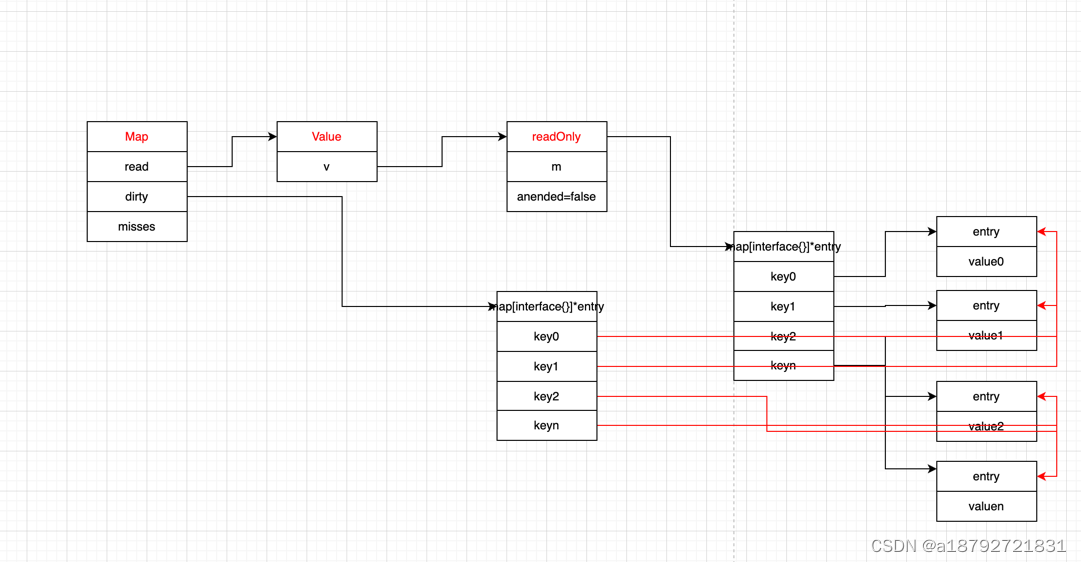 Map
read
dirty
misses
Value
v
readOnly
m
anended=false
map[interface{}]*entry
key0
key1
key2
keyn
map[interface{}]*entry
key0
key1
key2
keyn
entry
value0
entry
value1
entry
value2
entry
valuen
CSDN @a18792721831